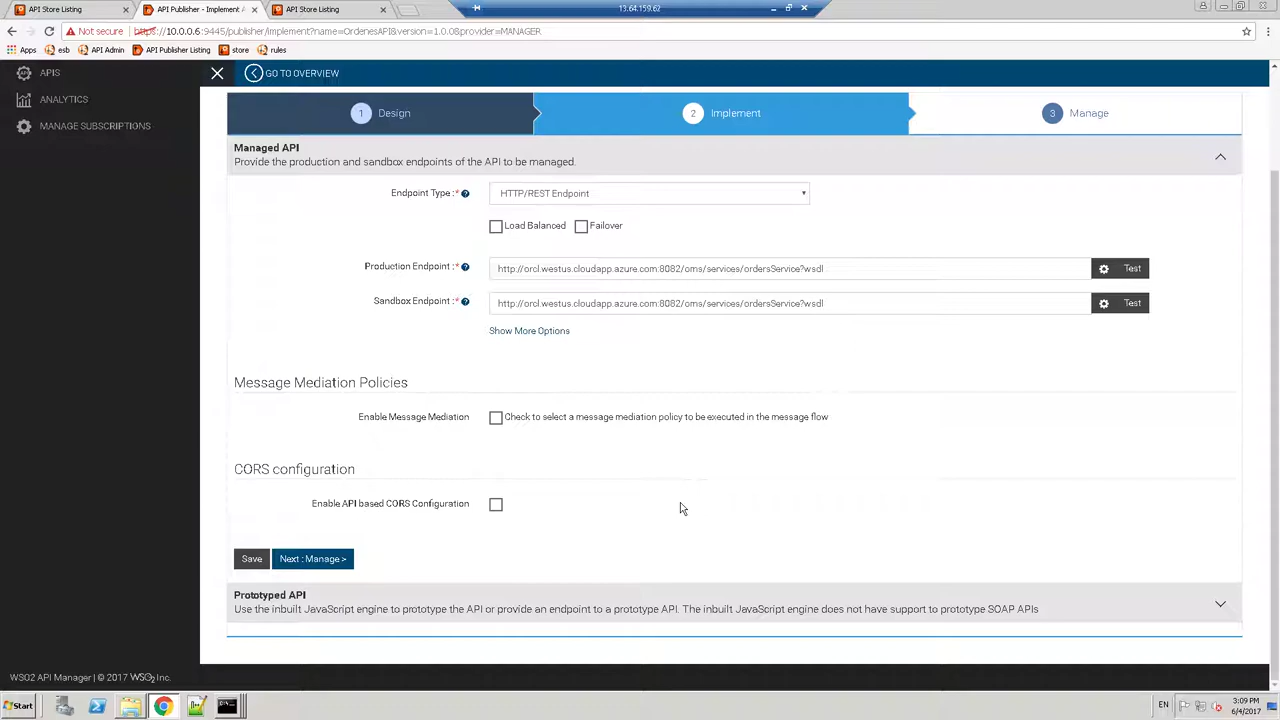 API Store Listing
API Publisher - Implement A
API Store Listing
13.64.159.62
Not secure
https://10.0.0.6:9445/publisher/implement?name=OrdenesAPI&version=1.0.0&provider=MANAGER
Apps
esb
API Admin
API Publisher Listing
store
rules
APIS
GO TO OVERVIEW
ANALYTICS
MANAGE SUBSCRIPTIONS
1 Design
2 Implement
3 Manage
Managed API
Provide the production and sandbox endpoints of the API to be managed.
Endpoint Type :*
HTTP/REST Endpoint
Load Balanced
Failover
Production Endpoint :*
http://orcl.westus.cloudapp.azure.com:8082/oms/services/ordersService?wsdl
Test
Sandbox Endpoint :*
http://orcl.westus.cloudapp.azure.com:8082/oms/services/ordersService?wsdl
Test
Show More Options
Message Mediation Policies
Enable Message Mediation
Check to select a message mediation policy to be executed in the message flow
CORS configuration
Enable API based CORS Configuration
Save
Next : Manage >
Prototyped API
Use the inbuilt JavaScript engine to prototype the API or provide an endpoint to a prototype API. The inbuilt JavaScript engine does not have support to prototype SOAP APIs
WSO2 API Manager | © 2017 WSO2 Inc.
Start
EN
3:09 PM
6/4/2017